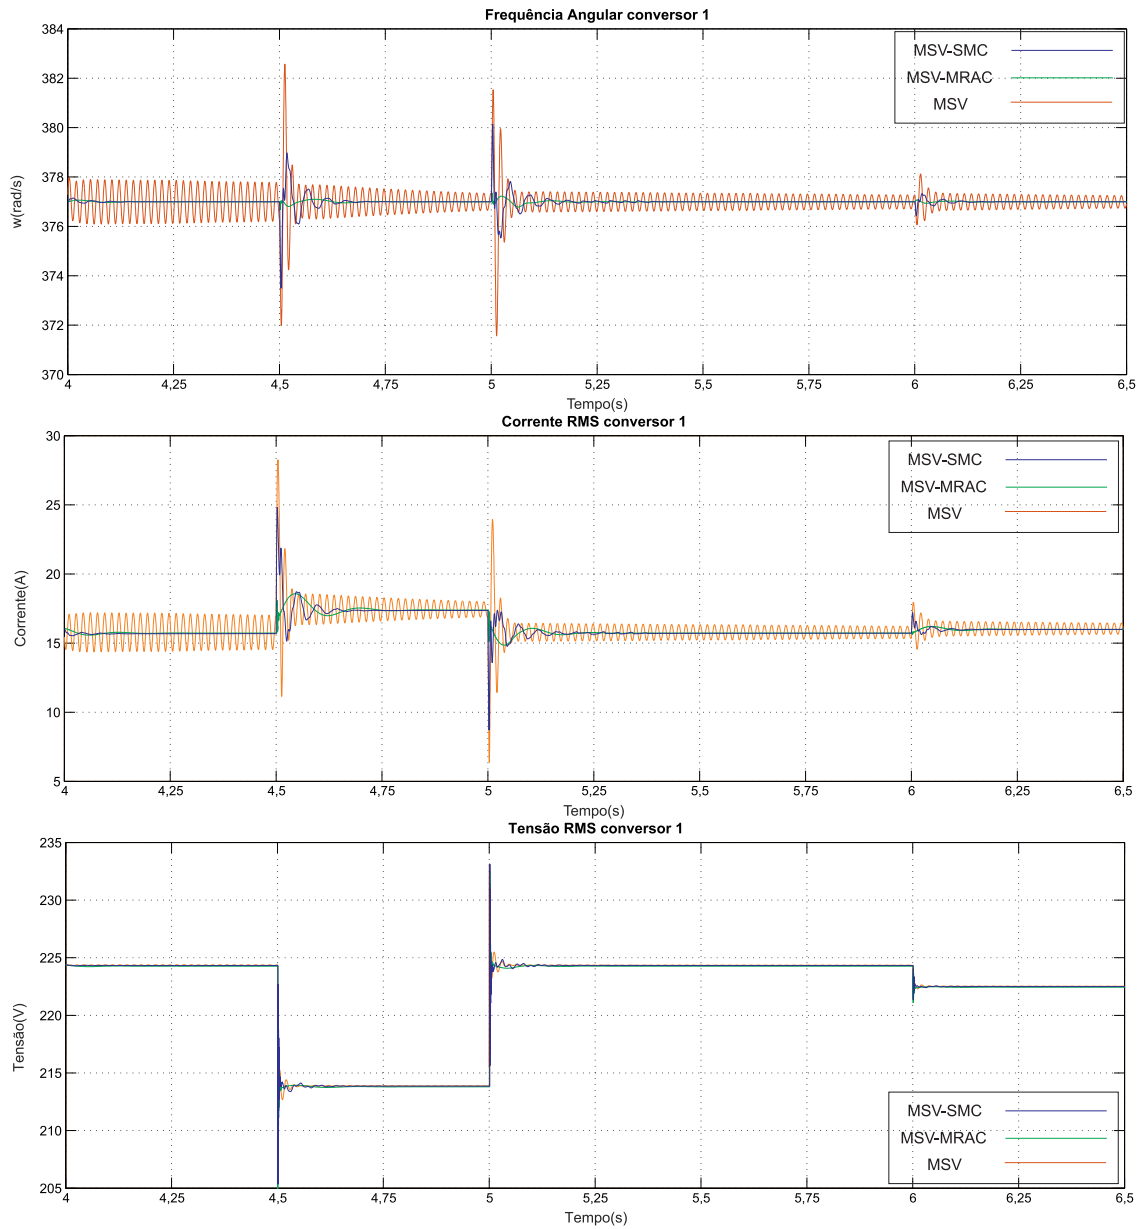 Frequência Angular conversor 1
384
382
380
378
376
374
372
370
w(rad/s)
MSV-SMC
MSV-MRAC
MSV
4 4,25 4,5 4,75 5 5,25 5,5 5,75 6 6,25 6,5
Tempo(s)
Corrente RMS conversor 1
30
25
20
15
10
5
Corrente(A)
MSV-SMC
MSV-MRAC
MSV
4 4,25 4,5 4,75 5 5,25 5,5 5,75 6 6,25 6,5
Tempo(s)
Tensão RMS conversor 1
235
230
225
220
215
210
205
Tensão(V)
MSV-SMC
MSV-MRAC
MSV
4 4,25 4,5 4,75 5 5,25 5,5 5,75 6 6,25 6,5
Tempo(s)